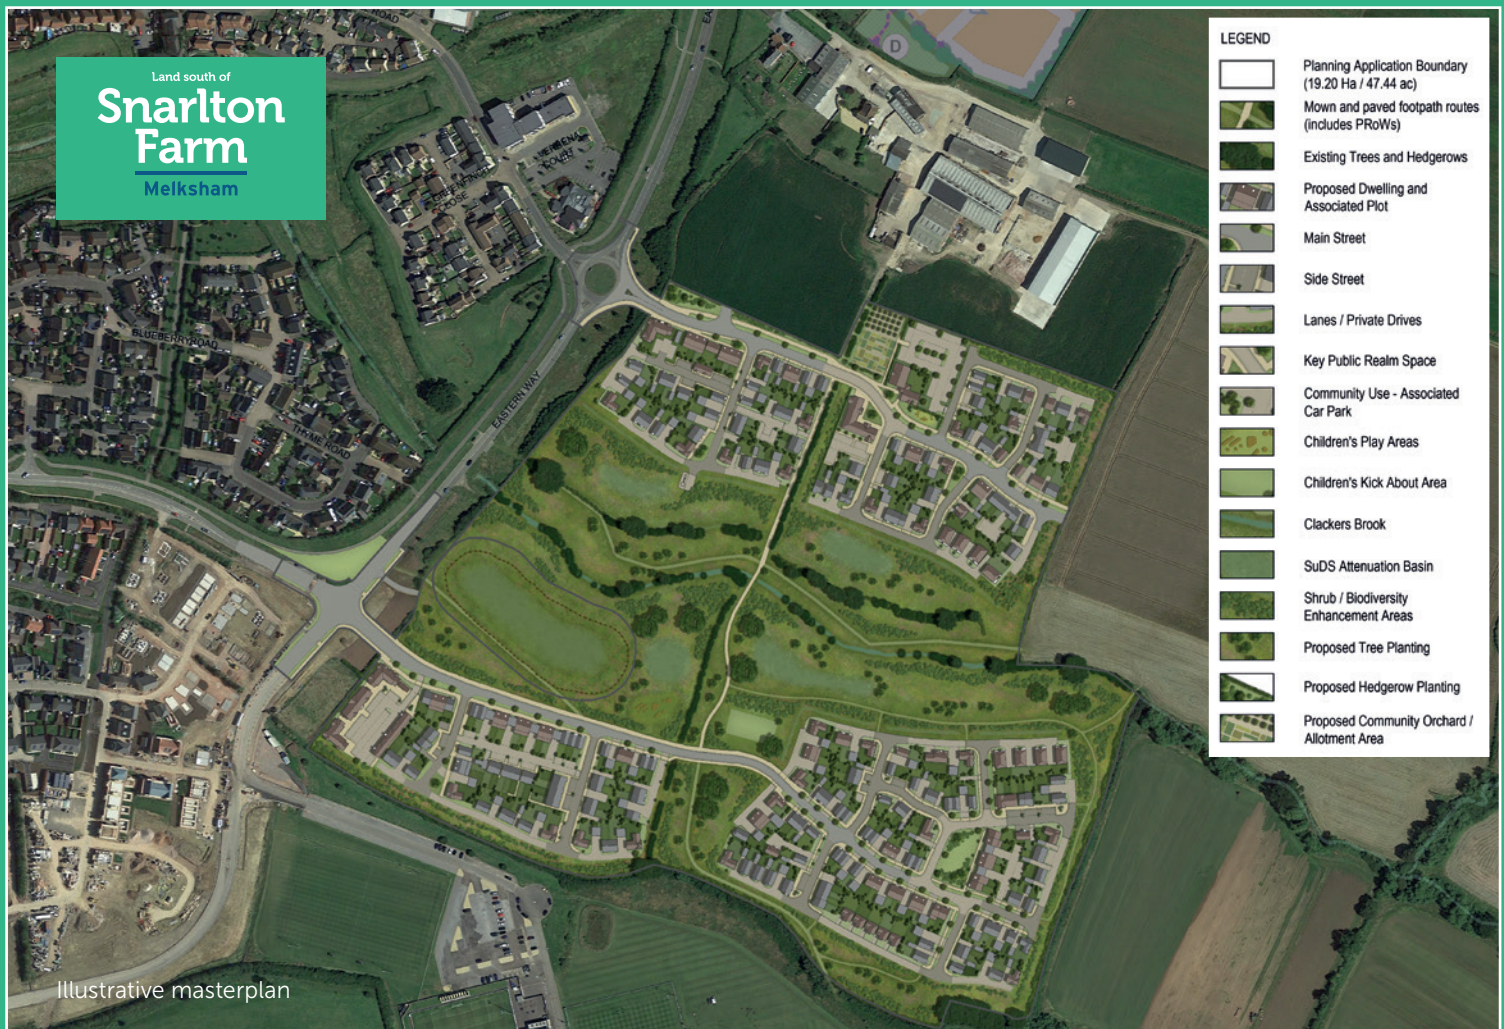 Land south of
Snarlton
Farm
Melksham
ROAD
VERBENA
COURT
BLUEBERRY ROAD
THYME ROAD
EASTERN WAY
D
LEGEND
Planning Application Boundary
(19.20 Ha / 47.44 ac)
Mown and paved footpath routes
(includes PRoWs)
Existing Trees and Hedgerows
Proposed Dwelling and
Associated Plot
Main Street
Side Street
Lanes / Private Drives
Key Public Realm Space
Community Use - Associated
Car Park
Children's Play Areas
Children's Kick About Area
Clackers Brook
SuDS Attenuation Basin
Shrub / Biodiversity
Enhancement Areas
Proposed Tree Planting
Proposed Hedgerow Planting
Proposed Community Orchard /
Allotment Area
Illustrative masterplan